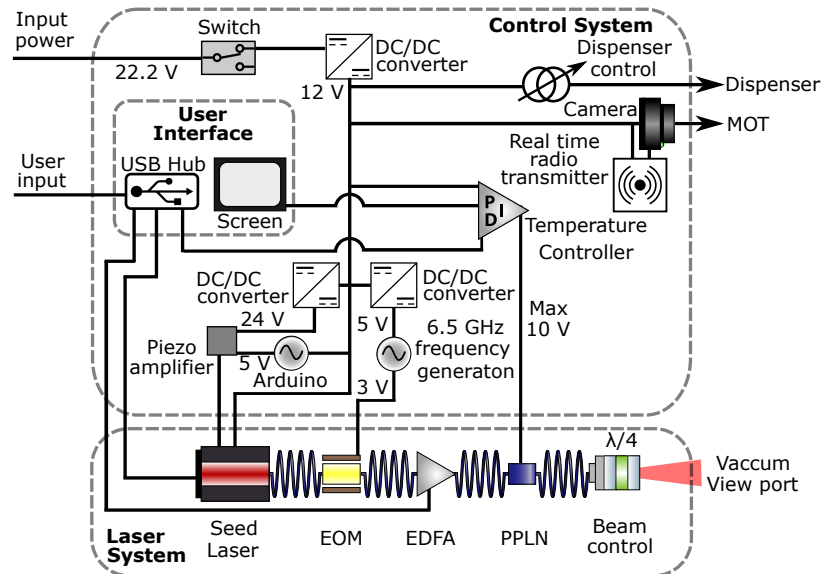 Input
power
Switch
22.2 V
DC/DC
converter
12 V
Control System
Dispenser
control
Dispenser
Camera
MOT
Real time
radio
transmitter
User
Interface
User
input
USB Hub
Screen
P
I
D
Temperature
Controller
DC/DC
converter
24 V
DC/DC
converter
5 V
6.5 GHz
frequency
generaton
Max
10 V
Piezo
amplifier
5 V
Arduino
3 V
λ/4
Vaccum
View port
Laser
System
Seed
Laser
EOM
EDFA
PPLN
Beam
control